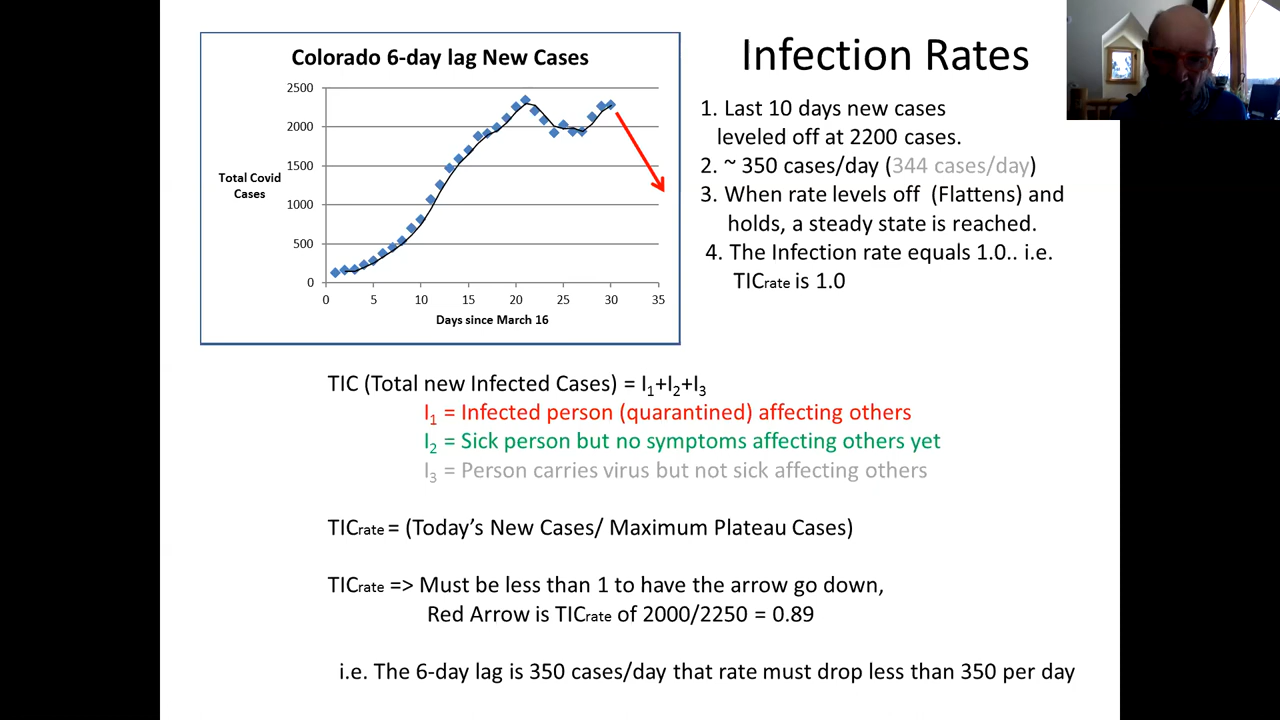 Colorado 6-day lag New Cases
2500
2000
1500
1000
500
0
Total Covid
Cases
0 5 10 15 20 25 30 35
Days since March 16
Infection Rates
1. Last 10 days new cases
leveled off at 2200 cases.
2. ~ 350 cases/day (344 cases/day)
3. When rate levels off (Flattens) and
holds, a steady state is reached.
4. The Infection rate equals 1.0.. i.e.
TICrate is 1.0
TIC (Total new Infected Cases) = I₁+I₂+I₃
I₁ = Infected person (quarantined) affecting others
I₂ = Sick person but no symptoms affecting others yet
I₃ = Person carries virus but not sick affecting others
TICrate = (Today’s New Cases/ Maximum Plateau Cases)
TICrate => Must be less than 1 to have the arrow go down,
Red Arrow is TICrate of 2000/2250 = 0.89
i.e. The 6-day lag is 350 cases/day that rate must drop less than 350 per day